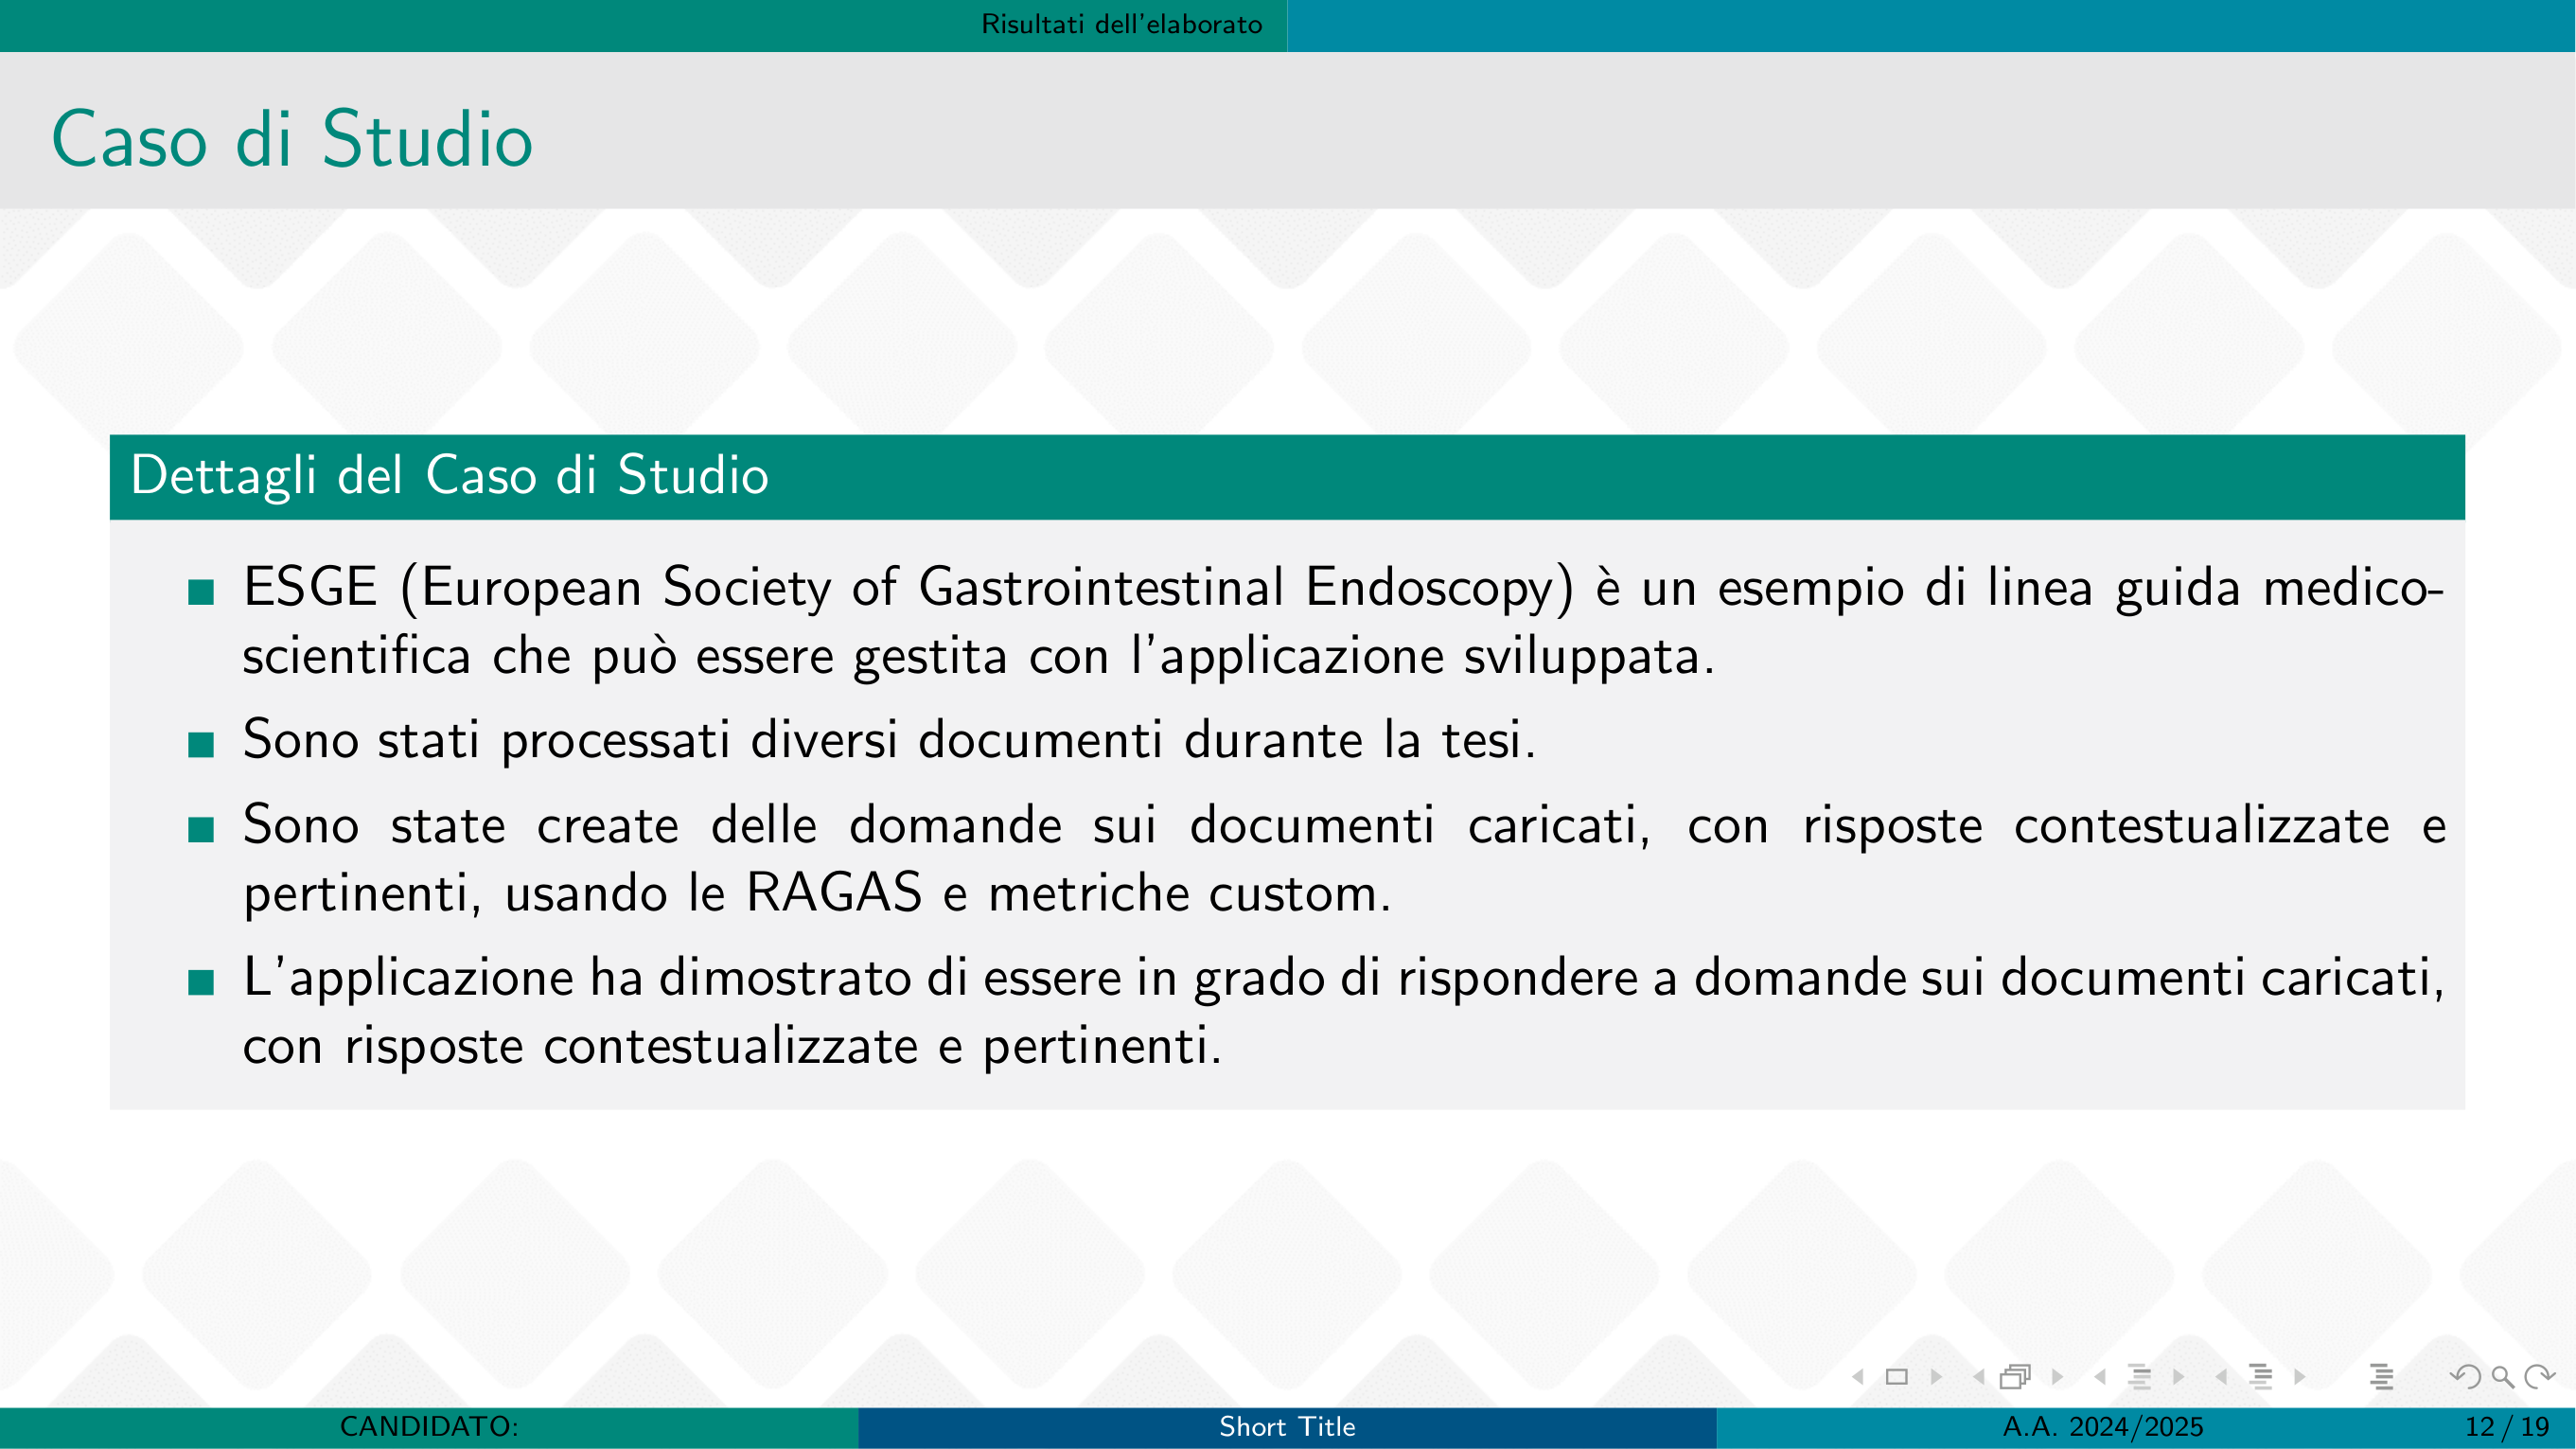 Risultati dell'elaborato
Caso di Studio
Dettagli del Caso di Studio
ESGE (European Society of Gastrointestinal Endoscopy) è un esempio di linea guida medico-
scientifica che può essere gestita con l'applicazione sviluppata.
Sono stati processati diversi documenti durante la tesi.
Sono state create delle domande sui documenti caricati, con risposte contestualizzate e
pertinenti, usando le RAGAS e metriche custom.
L'applicazione ha dimostrato di essere in grado di rispondere a domande sui documenti caricati,
con risposte contestualizzate e pertinenti.
CANDIDATO:
Short Title
A.A. 2024/2025
12 / 19